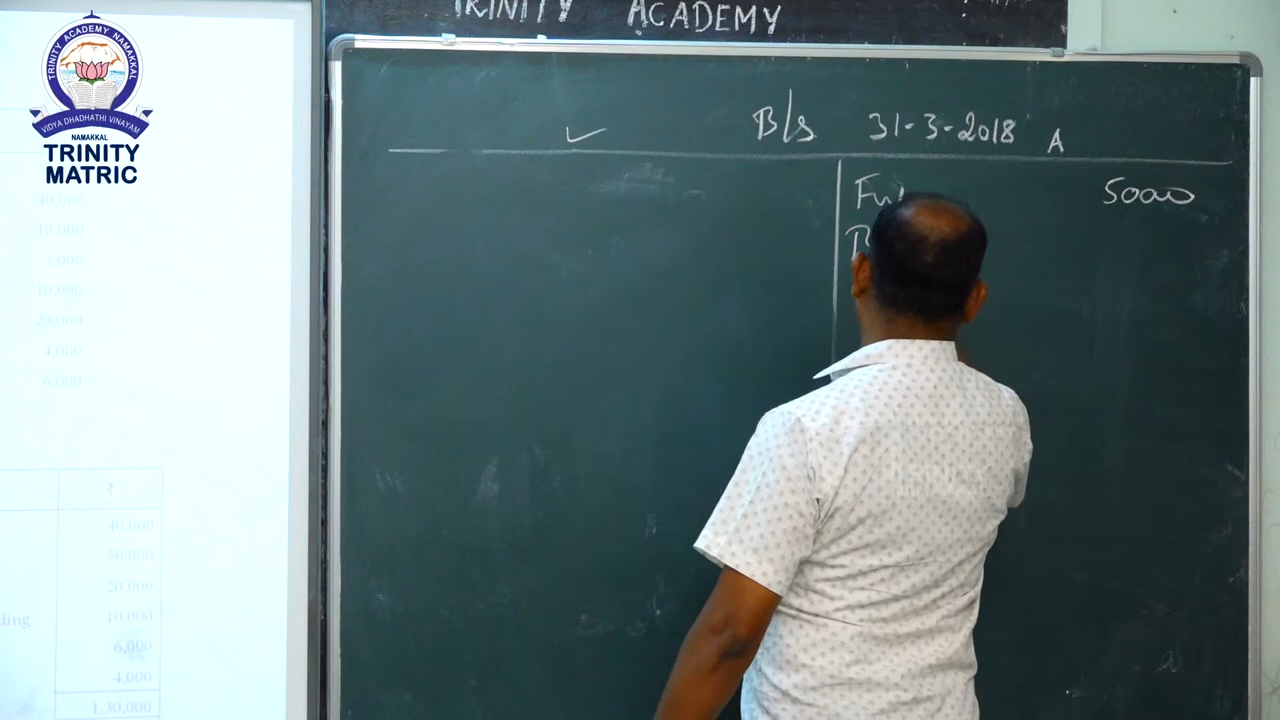 TRINITY ACADEMY
TRINITY ACADEMY NAMAKKAL
VIDYA DHADHATHI VINAYAM
NAMAKKAL
TRINITY
MATRIC
B/s 31-3-2018 A
5000
40,000
10,000
5,000
10,000
20,000
4,000
6,000
₹
40,000
50,000
20,000
ding 10,000
6,000
4,000
1,30,000